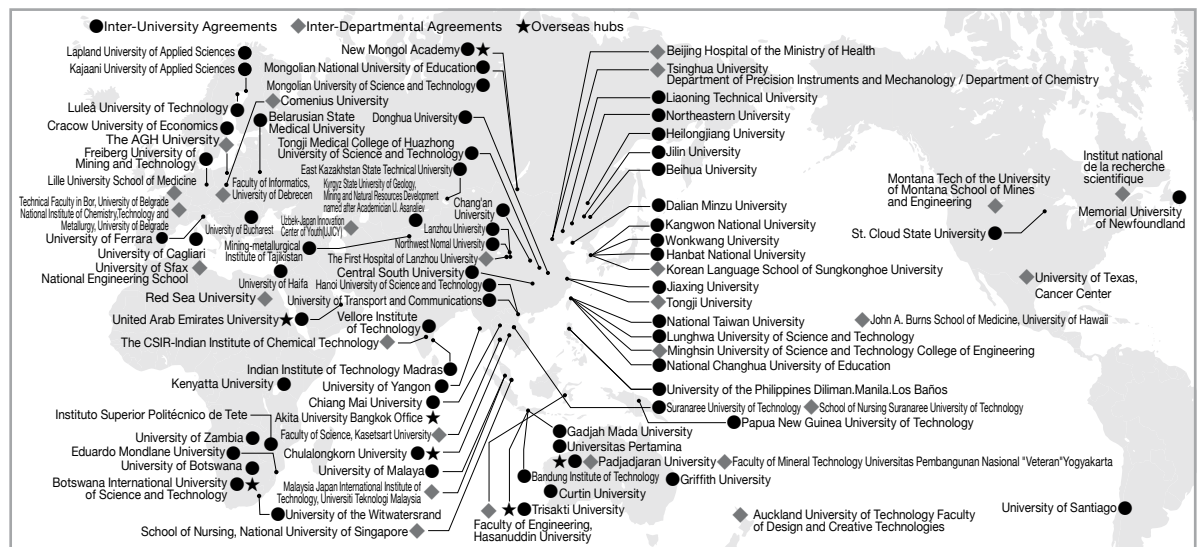 Inter-University Agreements
Inter-Departmental Agreements
Overseas hubs
Lapland University of Applied Sciences
Kajaani University of Applied Sciences
Luleå University of Technology
Cracow University of Economics
The AGH University
Freiberg University of
Mining and Technology
Lille University School of Medicine
Technical Faculty in Bor, University of Belgrade
National Institute of Chemistry,Technology and
Metallurgy, University of Belgrade
University of Ferrara
University of Cagliari
University of Sfax
National Engineering School
Red Sea University
United Arab Emirates University
The CSIR-Indian Institute of Chemical Technology
Comenius University
Belarusian State
Medical University
Faculty of Informatics,
University of Debrecen
University of Bucharest
Uzbek-Japan Innovation
Center of Youth(UJICY)
Mining-metallurgical
Institute of Tajikistan
University of Haifa
New Mongol Academy
Mongolian National University of Education
Mongolian University of Science and Technology
Donghua University
Tongji Medical College of Huazhong
University of Science and Technology
East Kazakhstan State Technical University
Kyrgyz State University of Geology,
Mining and Natural Resources Development
named after Academician U. Asanaliev
Chang'an
University
Lanzhou University
Northwest Nomal University
The First Hospital of Lanzhou University
Central South University
Hanoi University of Science and Technology
University of Transport and Communications
Vellore Institute
of Technology
Indian Institute of Technology Madras
Kenyatta University
University of Yangon
Chiang Mai University
Instituto Superior Politécnico de Tete
Akita University Bangkok Office
Faculty of Science, Kasetsart University
University of Zambia
Eduardo Mondlane University
Chulalongkorn University
University of Botswana
University of Malaya
Botswana International University
of Science and Technology
Malaysia Japan International Institute of
Technology, Universiti Teknologi Malaysia
University of the Witwatersrand
School of Nursing, National University of Singapore
Beijing Hospital of the Ministry of Health
Tsinghua University
Department of Precision Instruments and Mechanology / Department of Chemistry
Liaoning Technical University
Northeastern University
Heilongjiang University
Jilin University
Beihua University
Dalian Minzu University
Kangwon National University
Wonkwang University
Hanbat National University
Korean Language School of Sungkonghoe University
Jiaxing University
Tongji University
National Taiwan University
Lunghwa University of Science and Technology
Minghsin University of Science and Technology College of Engineering
National Changhua University of Education
University of the Philippines Diliman.Manila.Los Baños
Suranaree University of Technology
School of Nursing Suranaree University of Technology
Papua New Guinea University of Technology
Gadjah Mada University
Universitas Pertamina
Padjadjaran University
Faculty of Mineral Technology Universitas Pembangunan Nasional "Veteran"Yogyakarta
Bandung Institute of Technology
Griffith University
Curtin University
Trisakti University
Faculty of Engineering,
Hasanuddin University
Auckland University of Technology Faculty
of Design and Creative Technologies
Institut national
de la recherche
scientifique
Montana Tech of the University
of Montana School of Mines
and Engineering
Memorial University
of Newfoundland
St. Cloud State University
University of Texas,
Cancer Center
John A. Burns School of Medicine, University of Hawaii
University of Santiago